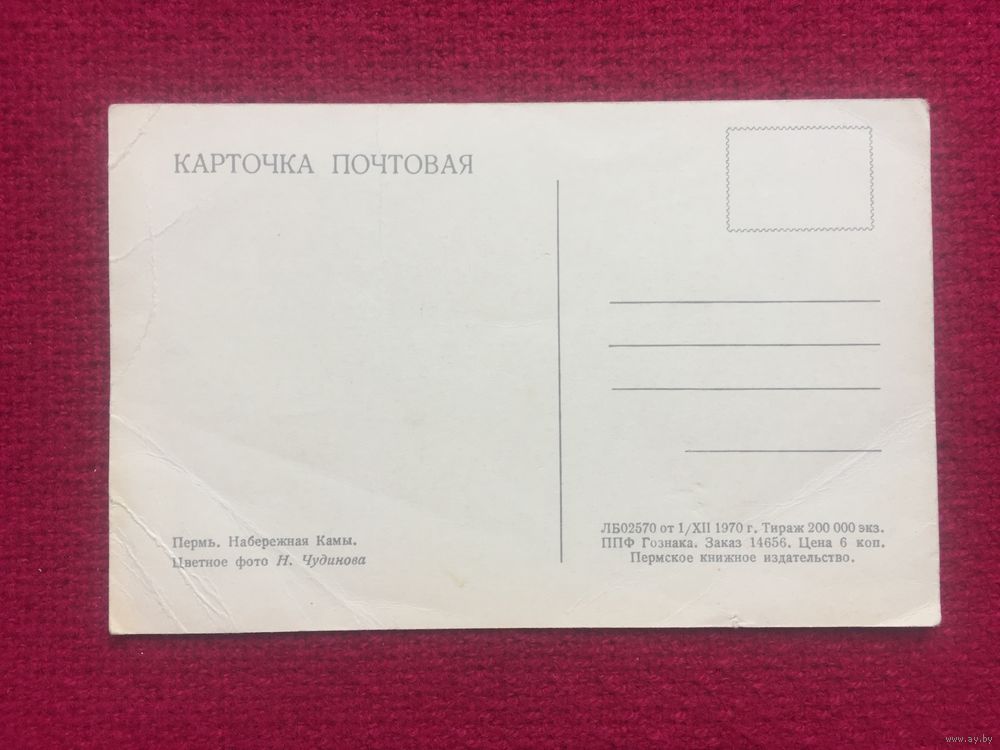 КАРТОЧКА ПОЧТОВАЯ
Пермь. Набережная Камы.
Цветное фото Н. Чудинова
ЛБ02570 от 1/XII 1970 г. Тираж 200 000 экз.
ППФ Гознака. Заказ 14656. Цена 6 коп.
Пермское книжное издательство.
www.ay.by